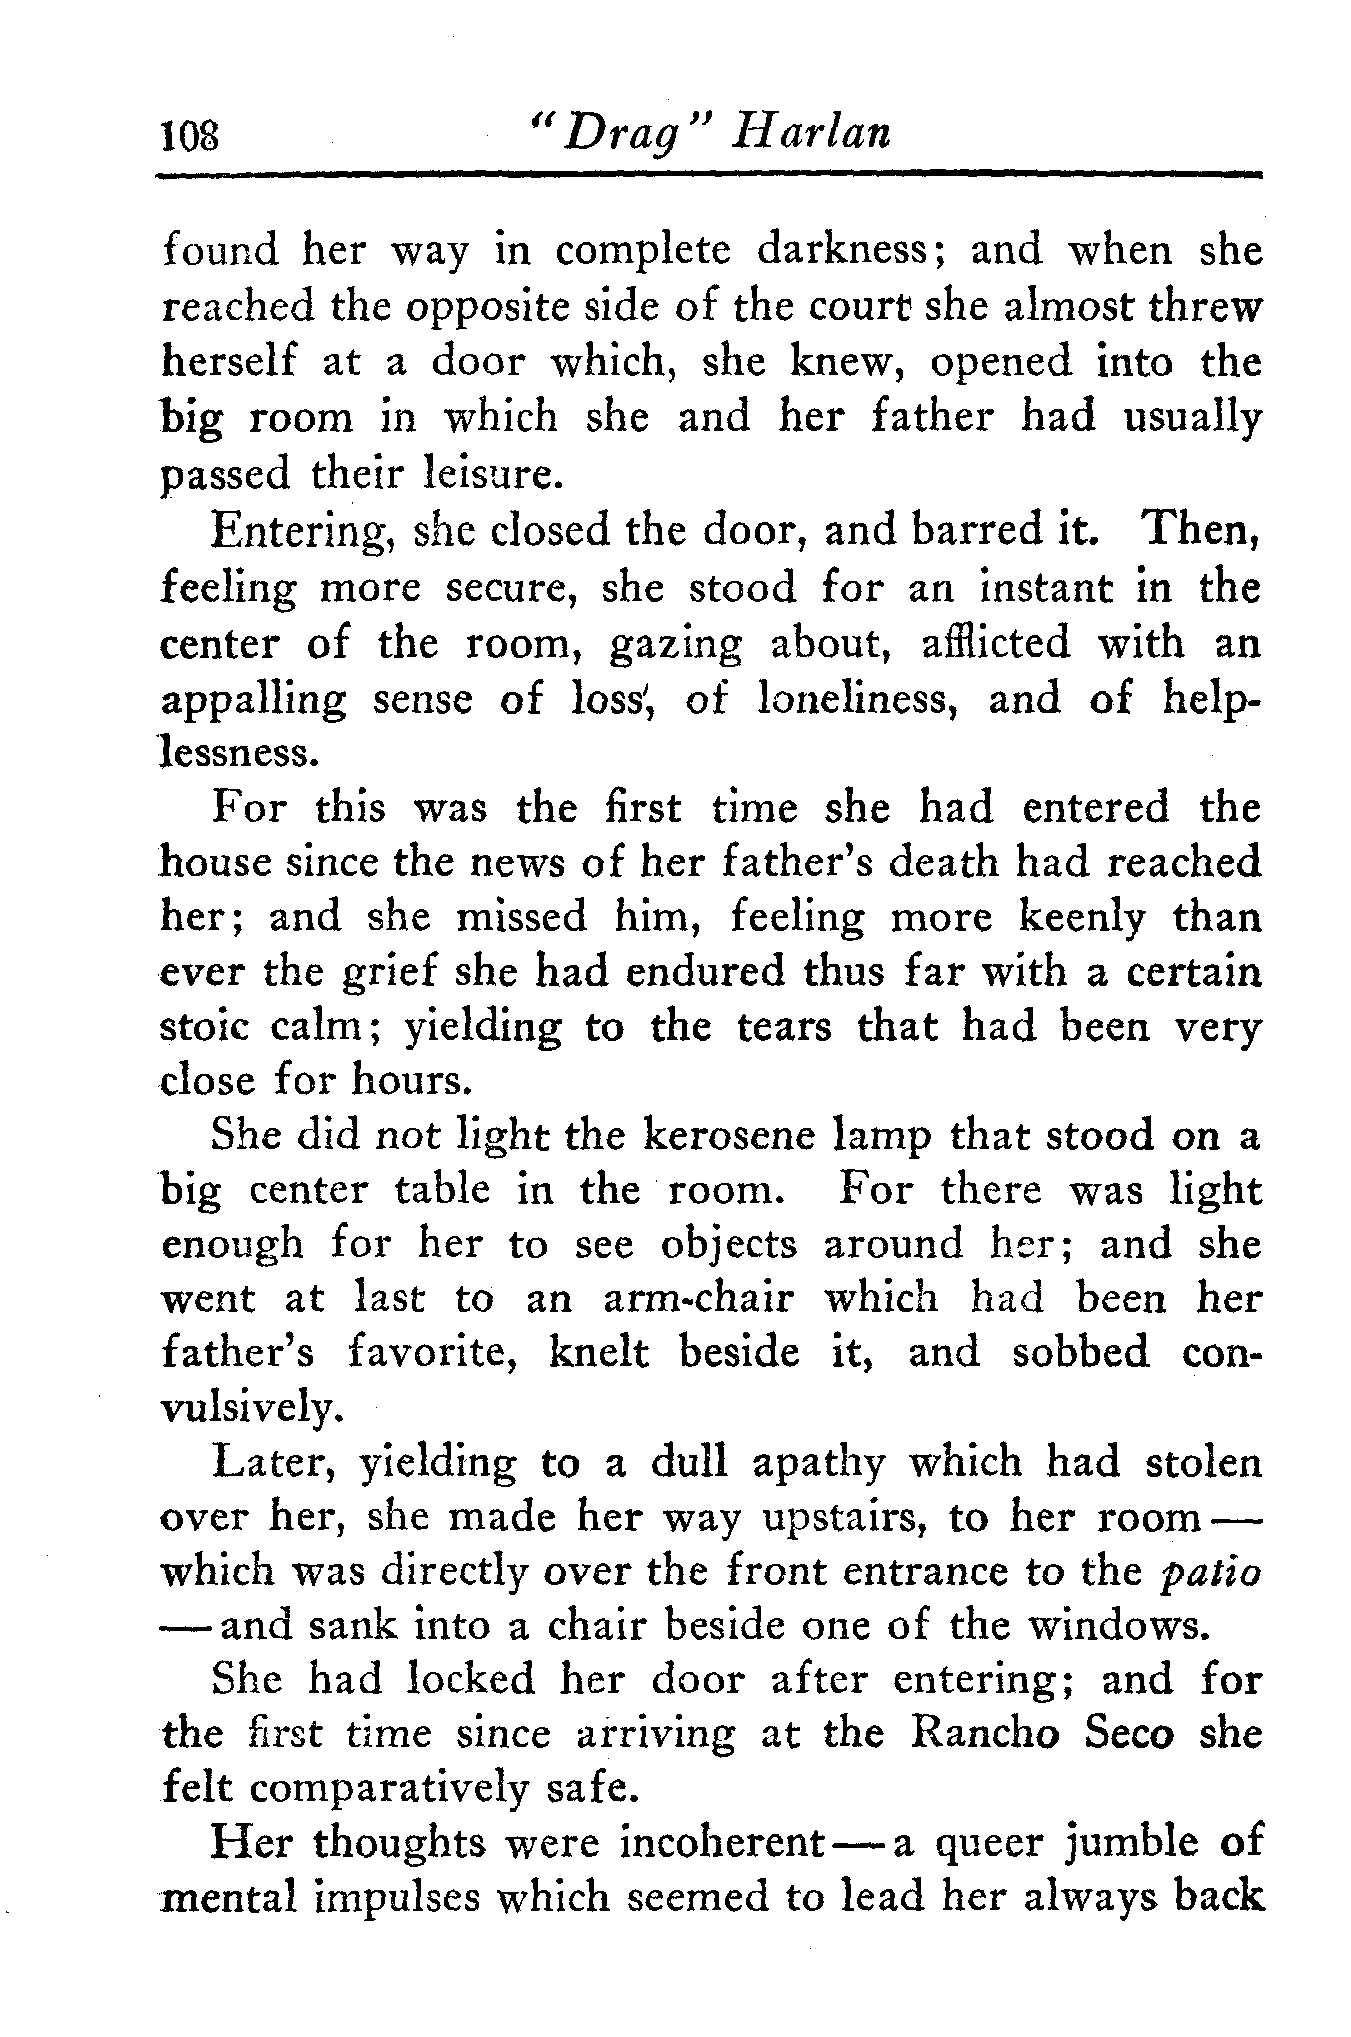 108 "Drag" Harlan
found her way in complete darkness; and when she
reached the opposite side of the court she almost threw
herself at a door which, she knew, opened into the
big room in which she and her father had usually
passed their leisure.
Entering, she closed the door, and barred it. Then,
feeling more secure, she stood for an instant in the
center of the room, gazing about, afflicted with an
appalling sense of loss, of loneliness, and of help-
lessness.
For this was the first time she had entered the
house since the news of her father's death had reached
her; and she missed him, feeling more keenly than
ever the grief she had endured thus far with a certain
stoic calm; yielding to the tears that had been very
close for hours.
She did not light the kerosene lamp that stood on a
big center table in the room. For there was light
enough for her to see objects around her; and she
went at last to an arm-chair which had been her
father's favorite, knelt beside it, and sobbed con-
vulsively.
Later, yielding to a dull apathy which had stolen
over her, she made her way upstairs, to her room—
which was directly over the front entrance to the patio
—and sank into a chair beside one of the windows.
She had locked her door after entering; and for
the first time since arriving at the Rancho Seco she
felt comparatively safe.
Her thoughts were incoherent—a queer jumble of
mental impulses which seemed to lead her always back